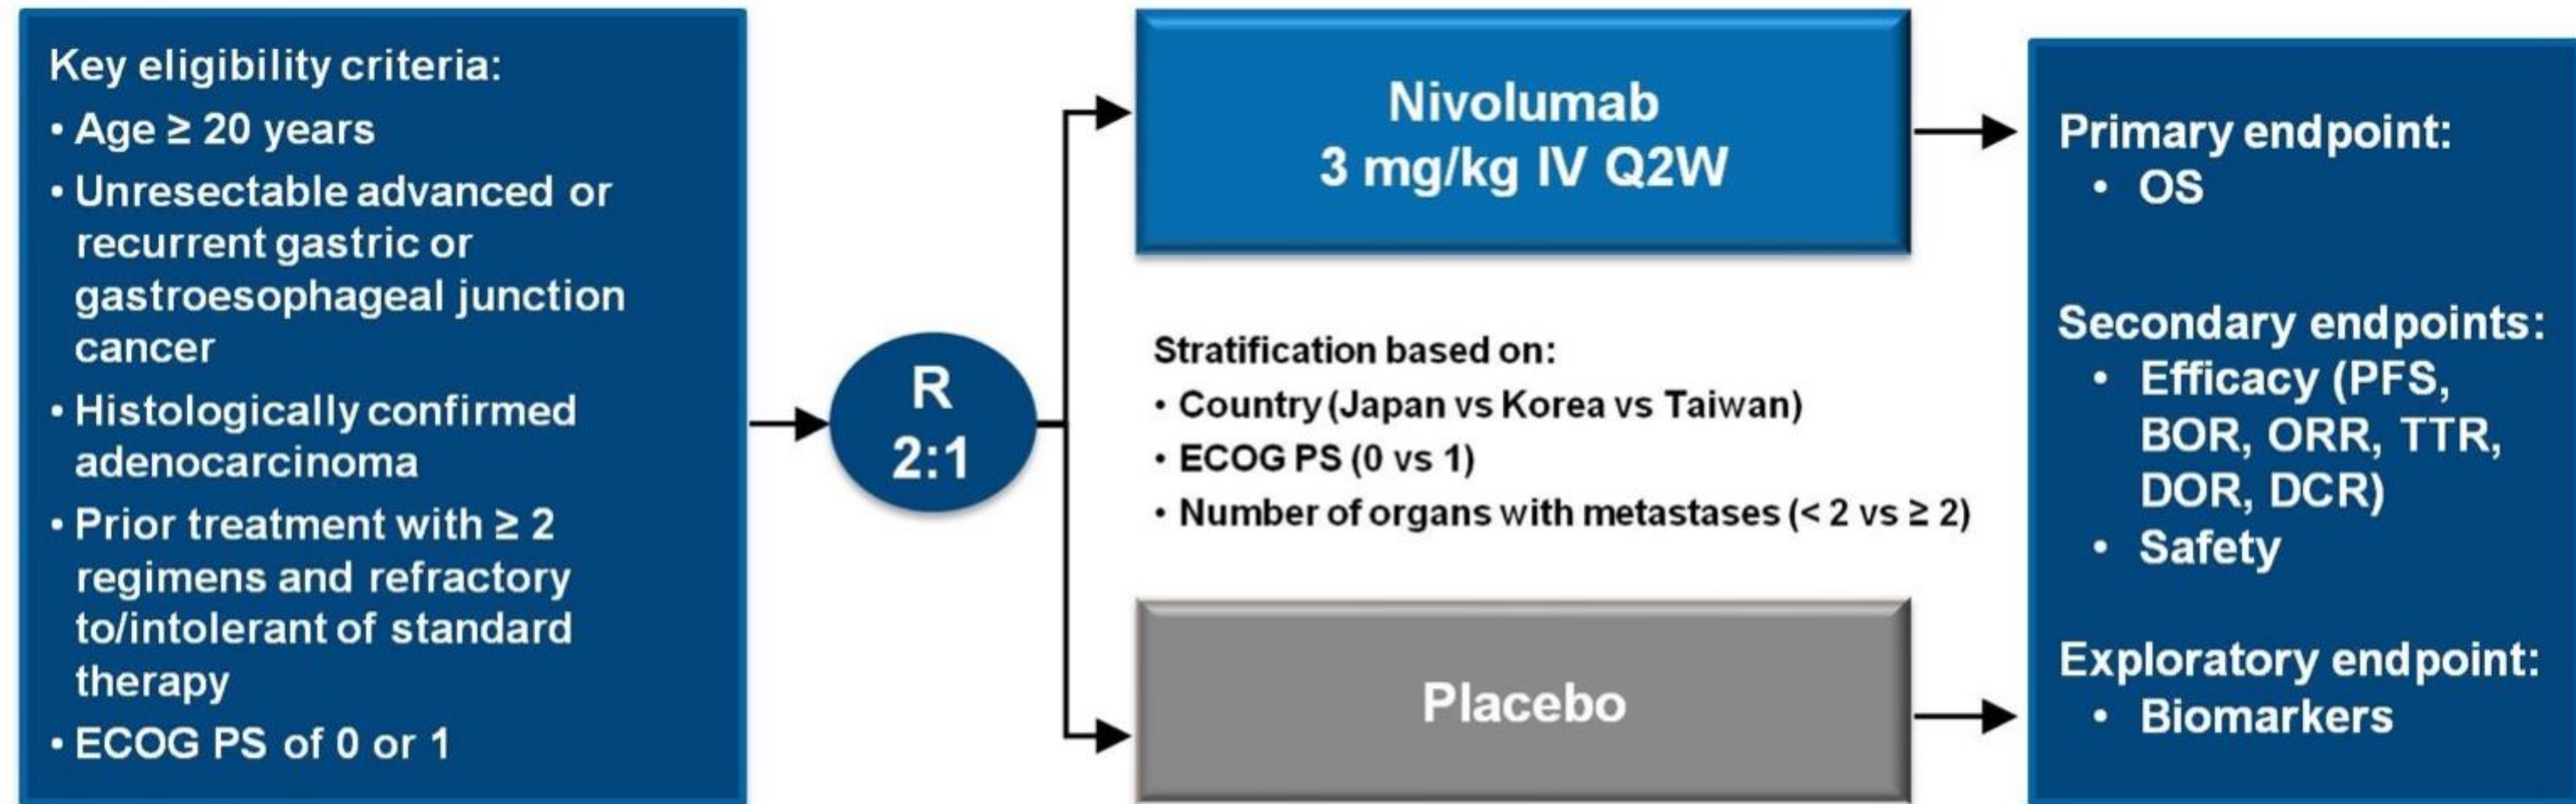 Key eligibility criteria:
• Age ≥ 20 years
• Unresectable advanced or
recurrent gastric or
gastroesophageal junction
cancer
• Histologically confirmed
adenocarcinoma
• Prior treatment with ≥ 2
regimens and refractory
to/intolerant of standard
therapy
• ECOG PS of 0 or 1
R
2:1
Nivolumab
3 mg/kg IV Q2W
Stratification based on:
• Country (Japan vs Korea vs Taiwan)
• ECOG PS (0 vs 1)
• Number of organs with metastases (< 2 vs ≥ 2)
Placebo
Primary endpoint:
• OS
Secondary endpoints:
• Efficacy (PFS,
BOR, ORR, TTR,
DOR, DCR)
• Safety
Exploratory endpoint:
• Biomarkers